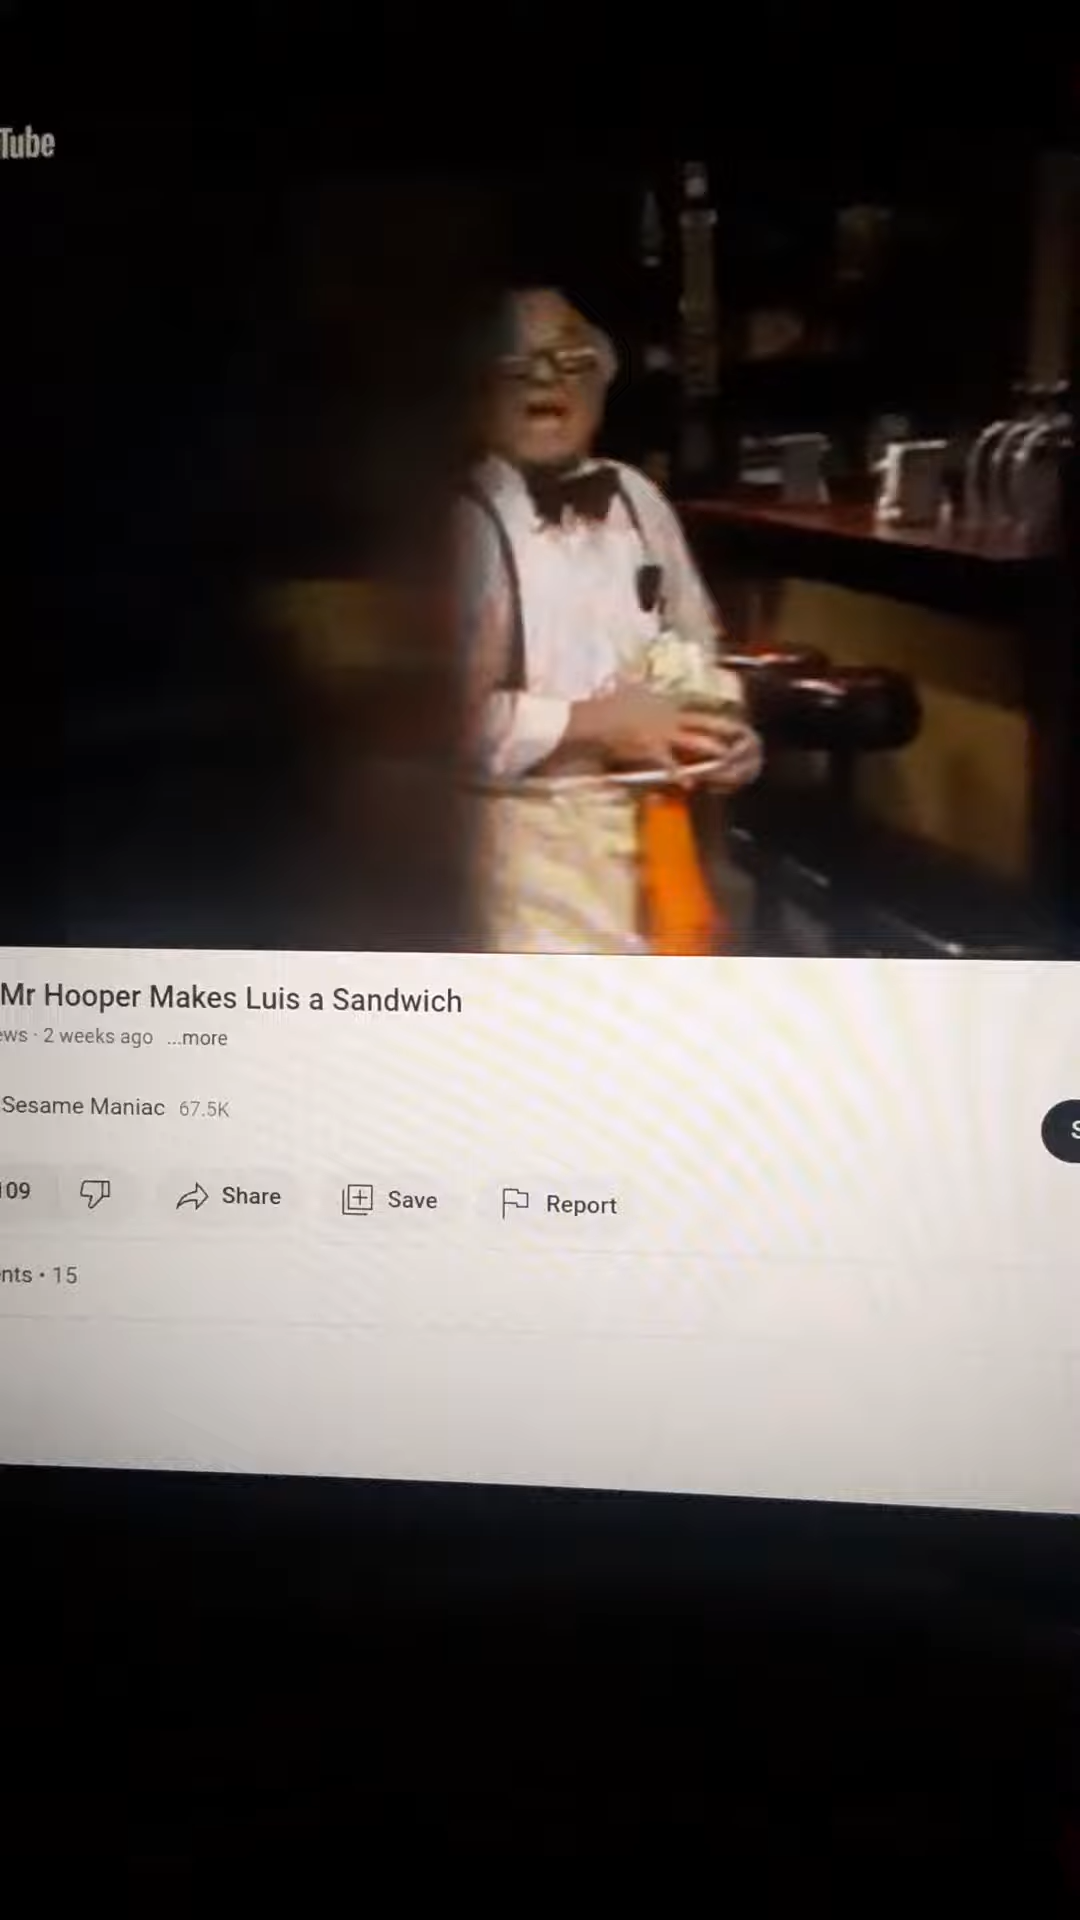 Tube
Mr Hooper Makes Luis a Sandwich
ews · 2 weeks ago ...more
Sesame Maniac 67.5K
109 Share Save Report
nts • 15
S